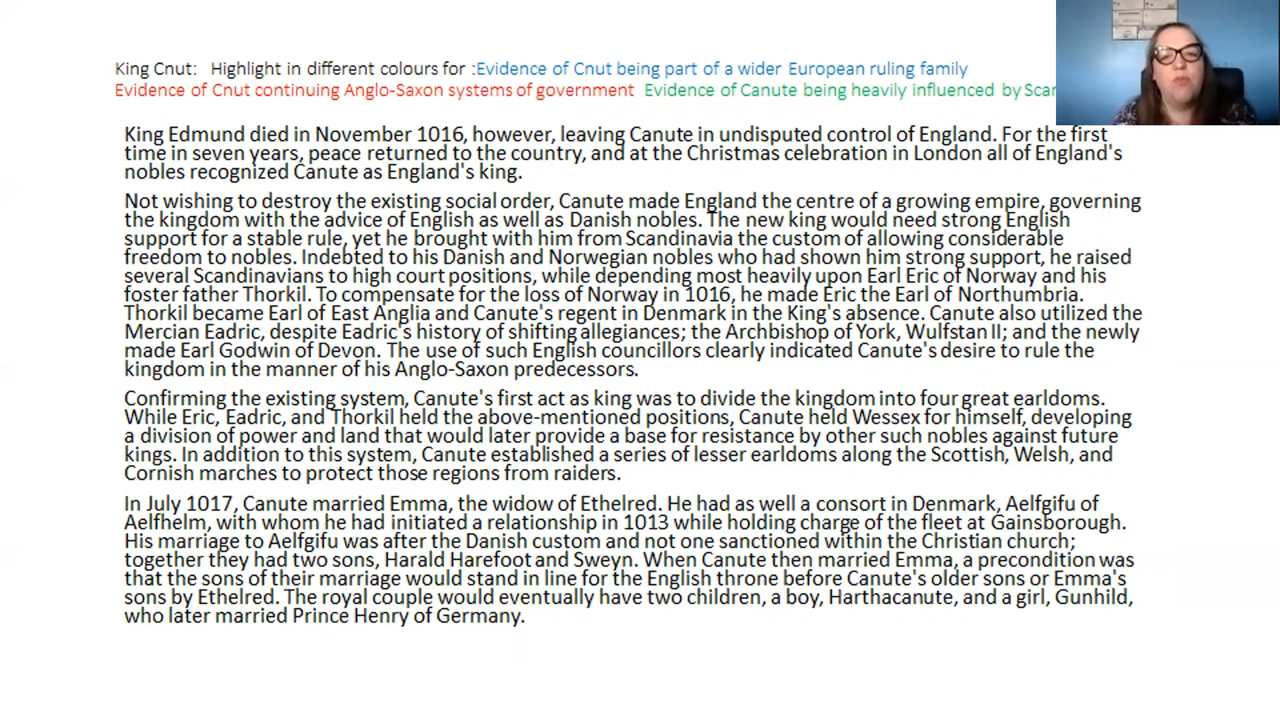 King Cnut: Highlight in different colours for :Evidence of Cnut being part of a wider European ruling family
Evidence of Cnut continuing Anglo-Saxon systems of government Evidence of Canute being heavily influenced by
King Edmund died in November 1016, however, leaving Canute in undisputed control of England. For the first
time in seven years, peace returned to the country, and at the Christmas celebration in London all of England's
nobles recognized Canute as England's king.
Not wishing to destroy the existing social order, Canute made England the centre of a growing empire, governing
the kingdom with the advice of English as well as Danish nobles. The new king would need strong English
support for a stable rule, yet he brought with him from Scandinavia the custom of allowing considerable
freedom to nobles. Indebted to his Danish and Norwegian nobles who had shown him strong support, he raised
several Scandinavians to high court positions, while depending most heavily upon Earl Eric of Norway and his
foster father Thorkil. To compensate for the loss of Norway in 1016, he made Eric the Earl of Northumbria.
Thorkil became Earl of East Anglia and Canute's regent in Denmark in the King's absence. Canute also utilized the
Mercian Eadric, despite Eadric's history of shifting allegiances; the Archbishop of York, Wulfstan II; and the newly
made Earl Godwin of Devon. The use of such English councillors clearly indicated Canute's desire to rule the
kingdom in the manner of his Anglo-Saxon predecessors.
Confirming the existing system, Canute's first act as king was to divide the kingdom into four great earldoms.
While Eric, Eadric, and Thorkil held the above-mentioned positions, Canute held Wessex for himself, developing
a division of power and land that would later provide a base for resistance by other such nobles against future
kings. In addition to this system, Canute established a series of lesser earldoms along the Scottish, Welsh, and
Cornish marches to protect those regions from raiders.
In July 1017, Canute married Emma, the widow of Ethelred. He had as well a consort in Denmark, Aelfgifu of
Aelfhelm, with whom he had initiated a relationship in 1013 while holding charge of the fleet at Gainsborough.
His marriage to Aelfgifu was after the Danish custom and not one sanctioned within the Christian church;
together they had two sons, Harald Harefoot and Sweyn. When Canute then married Emma, a precondition was
that the sons of their marriage would stand in line for the English throne before Canute's older sons or Emma's
sons by Ethelred. The royal couple would eventually have two children, a boy, Harthacanute, and a girl, Gunhild,
who later married Prince Henry of Germany.